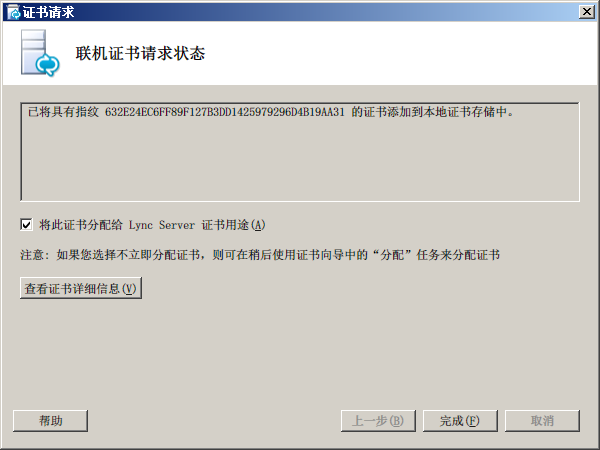 证书请求
联机证书请求状态
已将具有指纹 632E24EC6FF89F127B3DD1425979296D4B19AA31 的证书添加到本地证书存储中。
将此证书分配给 Lync Server 证书用途(A)
注意: 如果您选择不立即分配证书，则可在稍后使用证书向导中的“分配”任务来分配证书
查看证书详细信息(V)
帮助
上一步(B)
完成(F)
取消